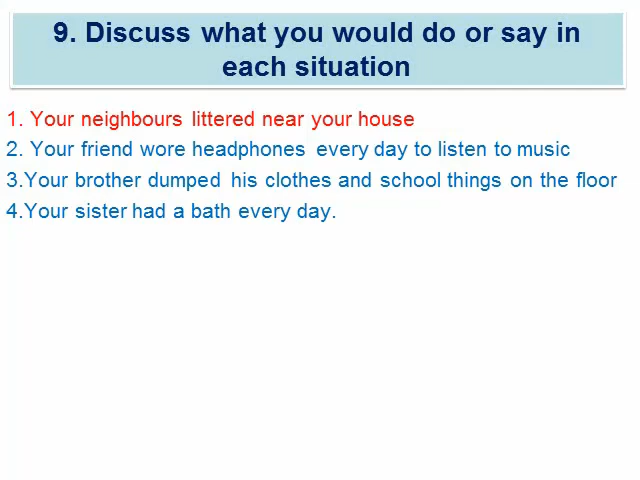 9. Discuss what you would do or say in
each situation
1. Your neighbours littered near your house
2. Your friend wore headphones every day to listen to music
3.Your brother dumped his clothes and school things on the floor
4.Your sister had a bath every day.